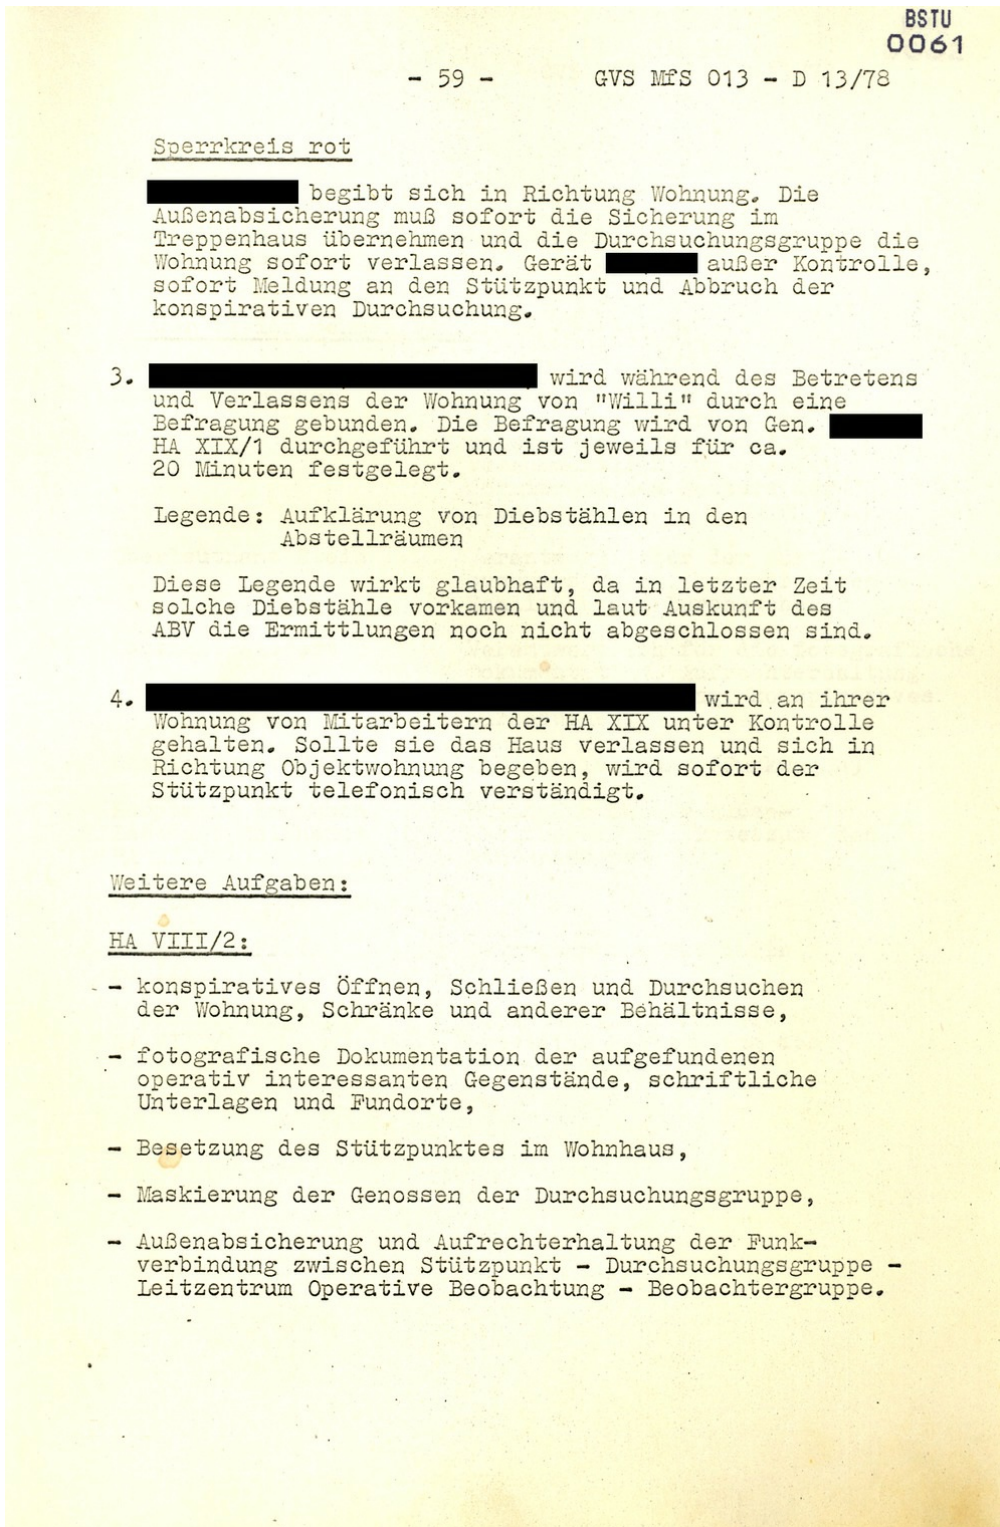 BSTU
0061
- 59 - GVS MfS 013 - D 13/78
Sperrkreis rot
begibt sich in Richtung Wohnung. Die
Außenabsicherung muß sofort die Sicherung im
Treppenhaus übernehmen und die Durchsuchungsgruppe die
Wohnung sofort verlassen. Gerät außer Kontrolle,
sofort Meldung an den Stützpunkt und Abbruch der
konspirativen Durchsuchung.
3. wird während des Betretens
und Verlassens der Wohnung von "Willi" durch eine
Befragung gebunden. Die Befragung wird von Gen.
HA XIX/1 durchgeführt und ist jeweils für ca.
20 Minuten festgelegt.
Legende: Aufklärung von Diebstählen in den
Abstellräumen
Diese Legende wirkt glaubhaft, da in letzter Zeit
solche Diebstähle vorkamen und laut Auskunft des
ABV die Ermittlungen noch nicht abgeschlossen sind.
4. wird an ihrer
Wohnung von Mitarbeitern der HA XIX unter Kontrolle
gehalten. Sollte sie das Haus verlassen und sich in
Richtung Objektwohnung begeben, wird sofort der
Stützpunkt telefonisch verständigt.
Weitere Aufgaben:
HA VIII/2:
- konspiratives Öffnen, Schließen und Durchsuchen
der Wohnung, Schränke und anderer Behältnisse,
- fotografische Dokumentation der aufgefundenen
operativ interessanten Gegenstände, schriftliche
Unterlagen und Fundorte,
- Besetzung des Stützpunktes im Wohnhaus,
- Maskierung der Genossen der Durchsuchungsgruppe,
- Außenabsicherung und Aufrechterhaltung der Funk-
verbindung zwischen Stützpunkt - Durchsuchungsgruppe -
Leitzentrum Operative Beobachtung - Beobachtergruppe.